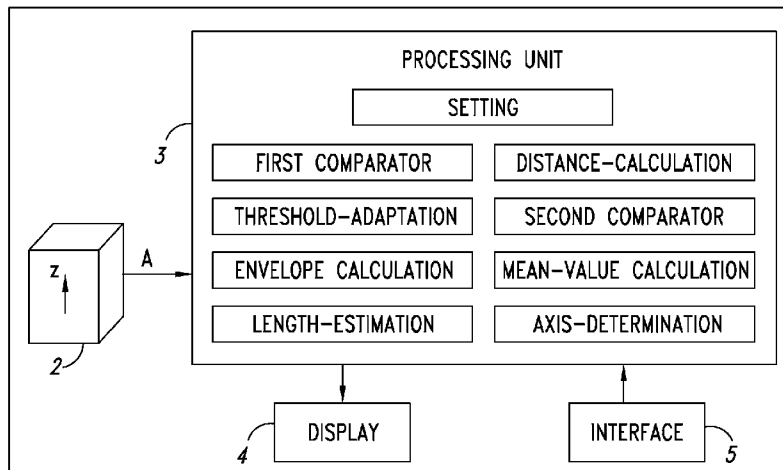 PROCESSING UNIT
SETTING
3
FIRST COMPARATOR DISTANCE-CALCULATION
THRESHOLD-ADAPTATION SECOND COMPARATOR
z A ENVELOPE CALCULATION MEAN-VALUE CALCULATION
LENGTH-ESTIMATION AXIS-DETERMINATION
2
4 DISPLAY INTERFACE 5